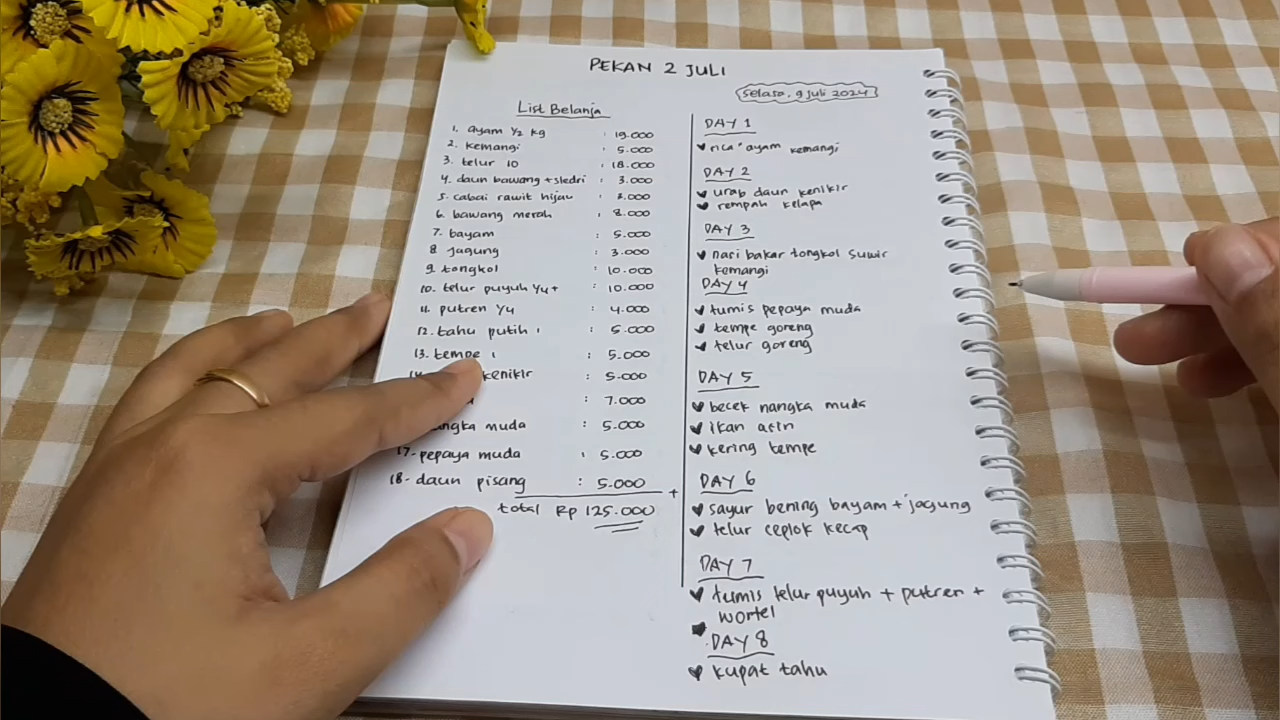 PEKAN 2 JULI
selasa, 9 juli 2024
List Belanja
1. ayam 1/2 kg : 19.000
2. kemangi : 5.000
3. telur 10 : 18.000
4. daun bawang + sledri : 3.000
5. cabai rawit hijau : 3.000
6. bawang merah : 8.000
7. bayam : 5.000
8. jagung : 3.000
9. tongkol : 10.000
10. telur puyuh 1/4+ : 10.000
11. putren 1/4 : 4.000
12. tahu putih 1 : 5.000
13. tempe 1 : 5.000
kenikir : 5.000
: 7.000
angka muda : 5.000
17. pepaya muda : 5.000
18. daun pisang : 5.000
+
total Rp 125.000
DAY 1
rica" ayam kemangi
DAY 2
urab daun kenikir
rempah kelapa
DAY 3
nasi bakar tongkol suwir
kemangi
DAY 4
tumis pepaya muda
tempe goreng
telur goreng
DAY 5
becek nangka muda
ikan asin
kering tempe
DAY 6
sayur bening bayam + jagung
telur ceplok kecap
DAY 7
tumis telur puyuh + putren +
wortel
DAY 8
kupat tahu